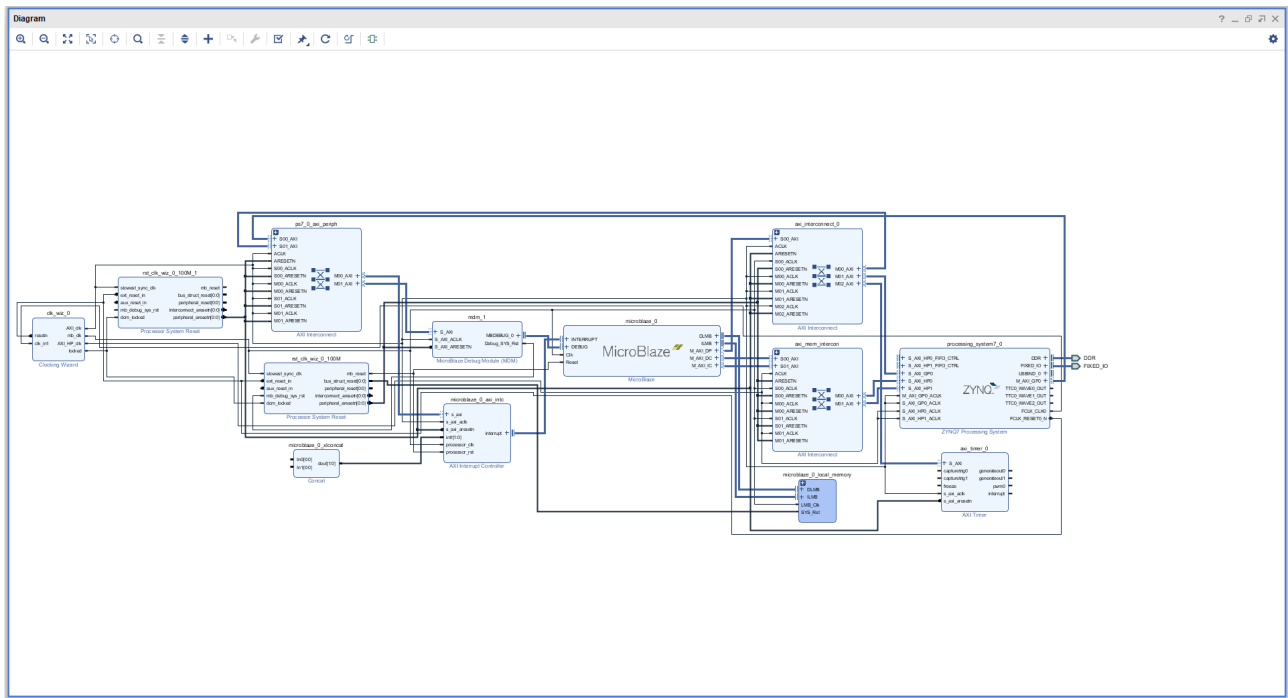 Diagram
ps7_0_axi_periph
S00_AXI
S01_AXI
ACLK
ARESETN
S00_ACLK
S00_ARESETN
M00_ACLK
M00_ARESETN
S01_ACLK
S01_ARESETN
M01_ACLK
M01_ARESETN
M00_AXI
M01_AXI
AXI Interconnect
rst_clk_wiz_0_100M_1
slowest_sync_clk
ext_reset_in
aux_reset_in
mb_debug_sys_rst
dcm_locked
mb_reset
bus_struct_reset[0:0]
peripheral_reset[0:0]
interconnect_aresetn[0:0]
peripheral_aresetn[0:0]
Processor System Reset
clk_wiz_0
resetn
clk_in1
AXI_clk
mb_clk
AXI_HP_clk
locked
Clocking Wizard
rst_clk_wiz_0_100M
slowest_sync_clk
ext_reset_in
aux_reset_in
mb_debug_sys_rst
dcm_locked
mb_reset
bus_struct_reset[0:0]
peripheral_reset[0:0]
interconnect_aresetn[0:0]
peripheral_aresetn[0:0]
Processor System Reset
microblaze_0_xlconcat
In0[0:0]
In1[0:0]
dout[1:0]
Concat
mdm_1
S_AXI
S_AXI_ACLK
S_AXI_ARESETN
MBDEBUG_0
Debug_SYS_Rst
MicroBlaze Debug Module (MDM)
microblaze_0_axi_intc
s_axi
s_axi_aclk
s_axi_aresetn
intr[1:0]
processor_clk
processor_rst
interrupt
AXI Interrupt Controller
microblaze_0
INTERRUPT
DEBUG
Clk
Reset
MicroBlaze
DLMB
ILMB
M_AXI_DP
M_AXI_DC
M_AXI_IC
MicroBlaze
axi_interconnect_0
S00_AXI
ACLK
ARESETN
S00_ACLK
S00_ARESETN
M00_ACLK
M00_ARESETN
M01_ACLK
M01_ARESETN
M02_ACLK
M02_ARESETN
M00_AXI
M01_AXI
M02_AXI
AXI Interconnect
axi_mem_intercon
S00_AXI
S01_AXI
ACLK
ARESETN
S00_ACLK
S00_ARESETN
M00_ACLK
M00_ARESETN
S01_ACLK
S01_ARESETN
M01_ACLK
M01_ARESETN
M00_AXI
M01_AXI
AXI Interconnect
microblaze_0_local_memory
DLMB
ILMB
LMB_Clk
SYS_Rst
processing_system7_0
S_AXI_HP0_FIFO_CTRL
S_AXI_HP1_FIFO_CTRL
S_AXI_GP0
S_AXI_HP0
S_AXI_HP1
M_AXI_GP0_ACLK
S_AXI_GP0_ACLK
S_AXI_HP0_ACLK
S_AXI_HP1_ACLK
ZYNQ
DDR
FIXED_IO
USBIND_0
M_AXI_GP0
TTC0_WAVE0_OUT
TTC0_WAVE1_OUT
TTC0_WAVE2_OUT
FCLK_CLK0
FCLK_RESET0_N
ZYNQ7 Processing System
DDR
FIXED_IO
axi_timer_0
S_AXI
capturetrig0
capturetrig1
freeze
s_axi_aclk
s_axi_aresetn
generateout0
generateout1
pwm0
interrupt
AXI Timer